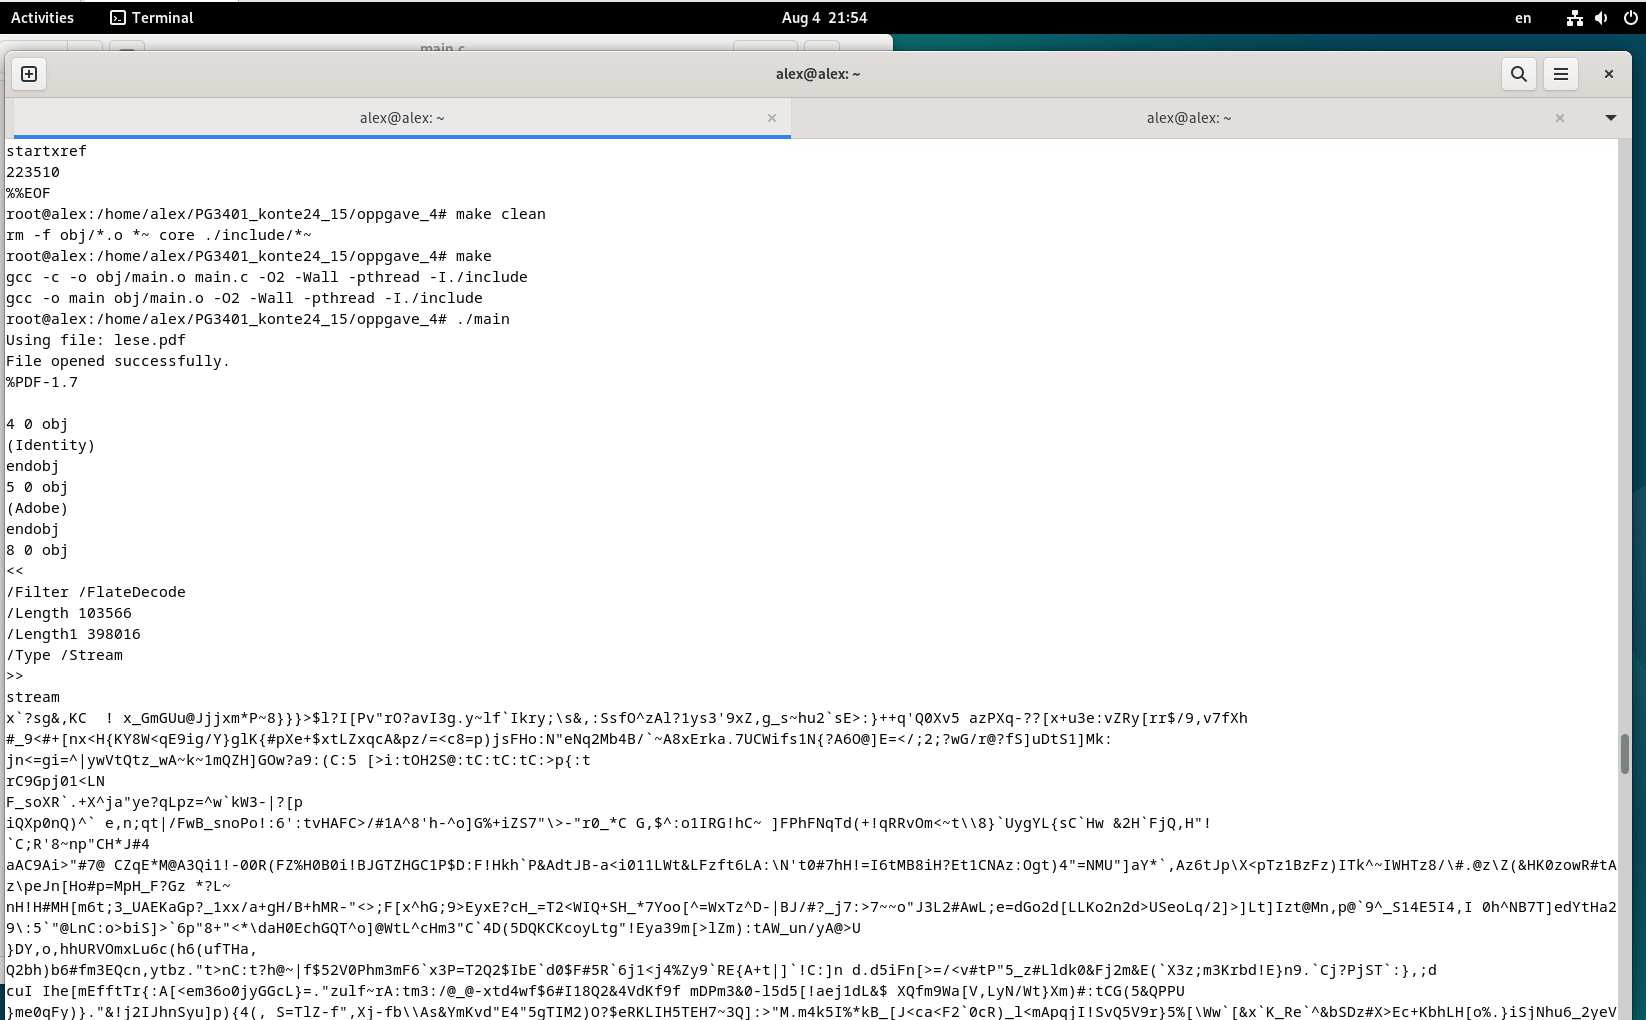 Activities Terminal Aug 4 21:54 en
main.c
alex@alex: ~
alex@alex: ~ alex@alex: ~
startxref
223510
%%EOF
root@alex:/home/alex/PG3401_konte24_15/oppgave_4# make clean
rm -f obj/*.o *~ core ./include/*~
root@alex:/home/alex/PG3401_konte24_15/oppgave_4# make
gcc -c -o obj/main.o main.c -O2 -Wall -pthread -I./include
gcc -o main obj/main.o -O2 -Wall -pthread -I./include
root@alex:/home/alex/PG3401_konte24_15/oppgave_4# ./main
Using file: lese.pdf
File opened successfully.
%PDF-1.7
4 0 obj
(Identity)
endobj
5 0 obj
(Adobe)
endobj
8 0 obj
<<
/Filter /FlateDecode
/Length 103566
/Length1 398016
/Type /Stream
>>
stream
x`?sg&,KC  ! x_GmGUu@Jjjxm*P~8}}}>$l?I[Pv"rO?avI3g.y~lf`Ikry;\s&,:SsfO^zAl?1ys3'9xZ,g_s~hu2`sE>:}++q'Q0Xv5 azPXq-??[x+u3e:vZRy[rr$/9,v7fXh
#_9<#+[nx<H{KY8W<qE9ig/Y}glK{#pXe+$xtLZxqcA&pz/=<c8=p)jsFHo:N"eNq2Mb4B/`~A8xErka.7UCWifs1N{?A6O@]E=</;2;?wG/r@?fS]uDtS1]Mk:
jn<=gi=^|ywVtQtz_wA~k~1mQZH]GOw?a9:(C:5 [>i:tOH2S@:tC:tC:tC:>p{:t
rC9Gpj01<LN
F_soXR`.+X^ja"ye?qLpz=^w`kW3-|?[p
iQXp0nQ)^` e,n;qt|/FwB_snoPo!:6':tvHAFC>/#1A^8'h-^o]G%+iZS7"\>-"r0_*C G,$^:o1IRG!hC~ ]FPhFNqTd(+!qRRvOm<~t\\8}`UygYL{sC`Hw &2H`FjQ,H"!
`C;R'8~np"CH*J#4
aAC9Ai>"#7@ CZqE*M@A3Qi1!-00R(FZ%H0B0i!BJGTZHGC1P$D:F!Hkh`P&AdtJB-a<i011LWt&LFzft6LA:\N't0#7hH!=I6tMB8iH?Et1CNAz:Ogt)4"=NMU"]aY*`,Az6tJp\X<pTz1BzFz)ITk^~IWHTz8/\#.@z\Z(&HK0zowR#tA
z\peJn[Ho#p=MpH_F?Gz *?L~
nH!H#MH[m6t;3_UAEKaGp?_1xx/a+gH/B+hMR-"<>;F[x^hG;9>EyxE?cH_=T2<WIQ+SH_*7Yoo[^=WxTz^D-|BJ/#?_j7:>7~~o"J3L2#AwL;e=dGo2d[LLKo2n2d>USeoLq/2]>]Lt]Izt@Mn,p@`9^_S14E5I4,I 0h^NB7T]edYtHa2
9\:5`"@LnC:o>biS]>`6p"8+"<*\daH0EchGQT^o]@WtL^cHm3"C`4D(5DQKCKcoyLtg"!Eya39m[>lZm):tAW_un/yA@>U
}DY,o,hhURVOmxLu6c(h6(ufTHa,
Q2bh)b6#fm3EQcn,ytbz."t>nC:t?h@~|f$52V0Phm3mF6`x3P=T2Q2$IbE`d0$F#5R`6j1<j4%Zy9`RE{A+t|]`!C:]n d.d5iFn[>=/<v#tP"5_z#Lldk0&Fj2m&E(`X3z;m3Krbd!E}n9.`Cj?PjST`:},;d
cuI Ihe[mEfftTr{:A[<em36o0jyGGcL}=."zulf~rA:tm3:/@_@-xtd4wf$6#I18Q2&4VdKf9f mDPm3&0-l5d5[!aej1dL&$ XQfm9Wa[V,LyN/Wt}Xm)#:tCG(5&QPPU
}me0qFy)}."&!j2IJhnSyu]p){4(, S=TlZ-f",Xj-fb\\As&YmKvd"E4"5gTIM2)O?$eRKLIH5TEH7~3Q]:>"M.m4k5I%*kB_[J<ca<F2`0cR)_l<mApqjI!SvQ5V9r}5%[\Ww`[&x`K_Re`^&bSDz#X>Ec+KbhLH[o%.}iSjNhu6_2yeV